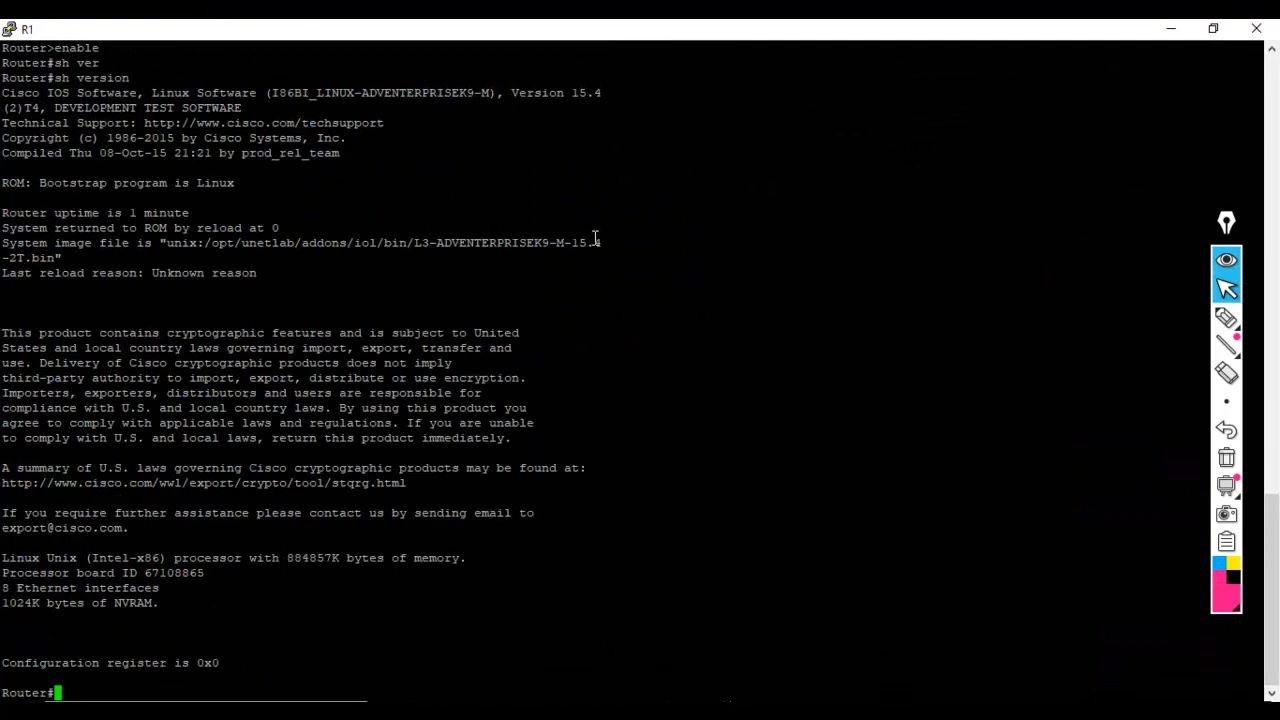 R1
Router>enable
Router#sh ver
Router#sh version
Cisco IOS Software, Linux Software (I86BI_LINUX-ADVENTERPRISEK9-M), Version 15.4
(2)T4, DEVELOPMENT TEST SOFTWARE
Technical Support: http://www.cisco.com/techsupport
Copyright (c) 1986-2015 by Cisco Systems, Inc.
Compiled Thu 08-Oct-15 21:21 by prod_rel_team
ROM: Bootstrap program is Linux
Router uptime is 1 minute
System returned to ROM by reload at 0
System image file is "unix:/opt/unetlab/addons/iol/bin/L3-ADVENTERPRISEK9-M-15.4
-2T.bin"
Last reload reason: Unknown reason
This product contains cryptographic features and is subject to United
States and local country laws governing import, export, transfer and
use. Delivery of Cisco cryptographic products does not imply
third-party authority to import, export, distribute or use encryption.
Importers, exporters, distributors and users are responsible for
compliance with U.S. and local country laws. By using this product you
agree to comply with applicable laws and regulations. If you are unable
to comply with U.S. and local laws, return this product immediately.
A summary of U.S. laws governing Cisco cryptographic products may be found at:
http://www.cisco.com/wwl/export/crypto/tool/stqrg.html
If you require further assistance please contact us by sending email to
export@cisco.com.
Linux Unix (Intel-x86) processor with 884857K bytes of memory.
Processor board ID 67108865
8 Ethernet interfaces
1024K bytes of NVRAM.
Configuration register is 0x0
Router#